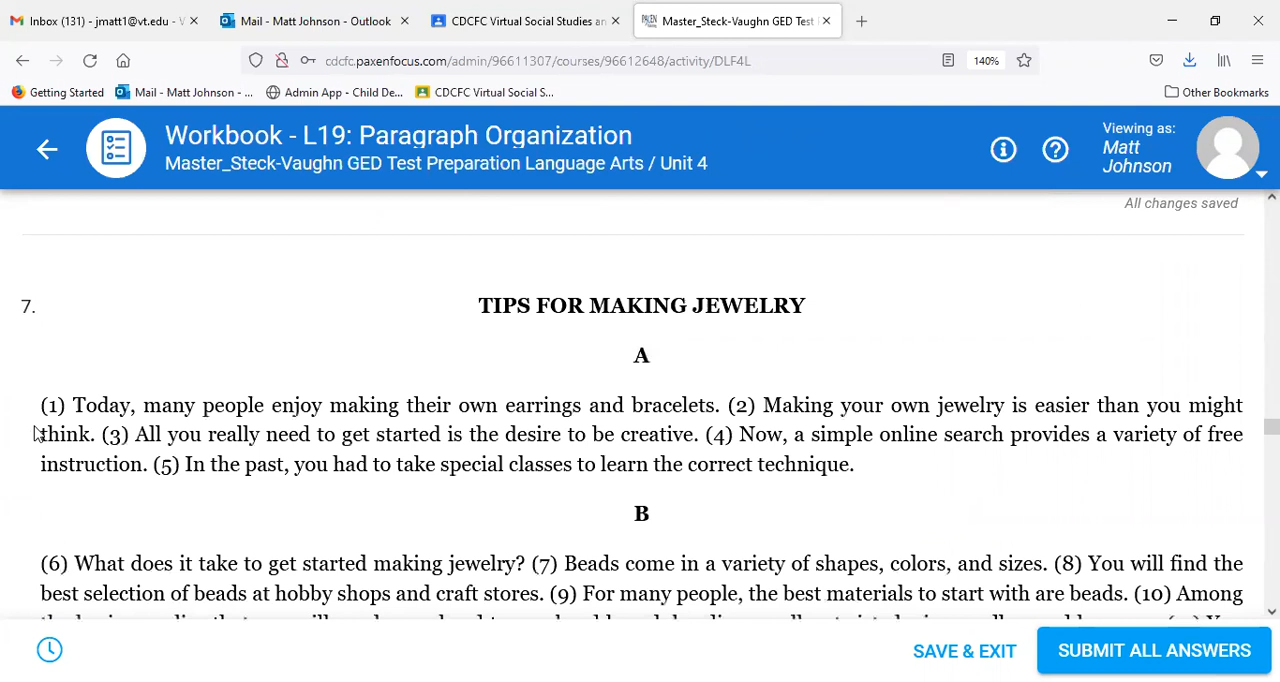 Inbox (131) - jmatt1@vt.edu - V
Mail - Matt Johnson - Outlook
CDCFC Virtual Social Studies an
PAXEN
Master_Steck-Vaughn GED Test
cdcfc.paxenfocus.com/admin/96611307/courses/96612648/activity/DLF4L
140%
Getting Started
Mail - Matt Johnson - ...
Admin App - Child De...
CDCFC Virtual Social S...
Other Bookmarks
Workbook - L19: Paragraph Organization
Master_Steck-Vaughn GED Test Preparation Language Arts / Unit 4
Viewing as:
Matt
Johnson
All changes saved
7.
TIPS FOR MAKING JEWELRY
A
(1) Today, many people enjoy making their own earrings and bracelets. (2) Making your own jewelry is easier than you might
think. (3) All you really need to get started is the desire to be creative. (4) Now, a simple online search provides a variety of free
instruction. (5) In the past, you had to take special classes to learn the correct technique.
B
(6) What does it take to get started making jewelry? (7) Beads come in a variety of shapes, colors, and sizes. (8) You will find the
best selection of beads at hobby shops and craft stores. (9) For many people, the best materials to start with are beads. (10) Among
SAVE & EXIT
SUBMIT ALL ANSWERS